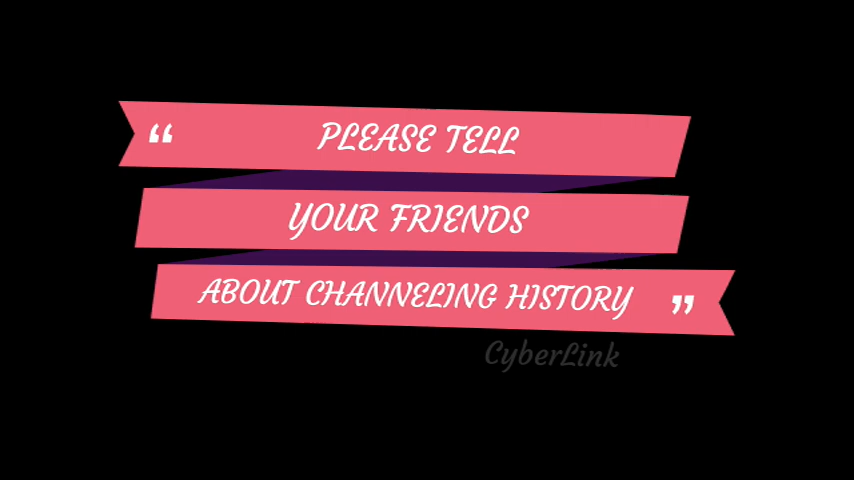 “ PLEASE TELL
YOUR FRIENDS
ABOUT CHANNELING HISTORY ”
CyberLink